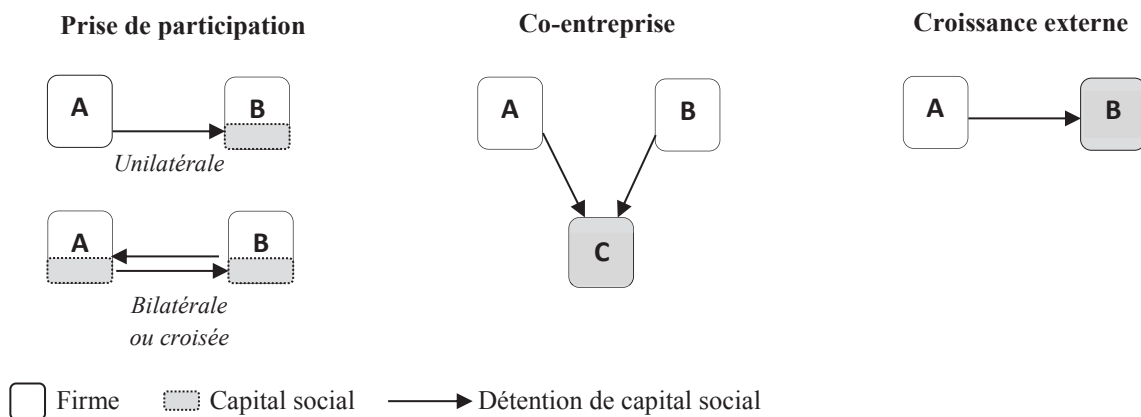 Prise de participation
Co-entreprise
Croissance externe
A
B
Unilatérale
A
B
Bilatérale
ou croisée
A
B
C
A
B
Firme
Capital social
Détention de capital social